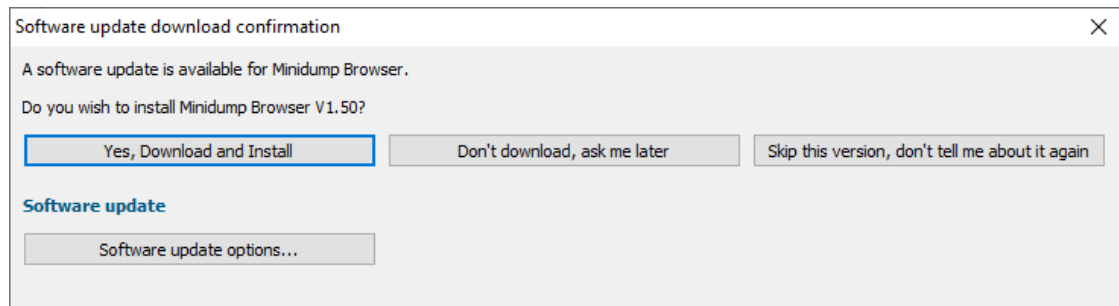 Software update download confirmation
A software update is available for Minidump Browser.
Do you wish to install Minidump Browser V1.50?
Yes, Download and Install
Don't download, ask me later
Skip this version, don't tell me about it again
Software update
Software update options...